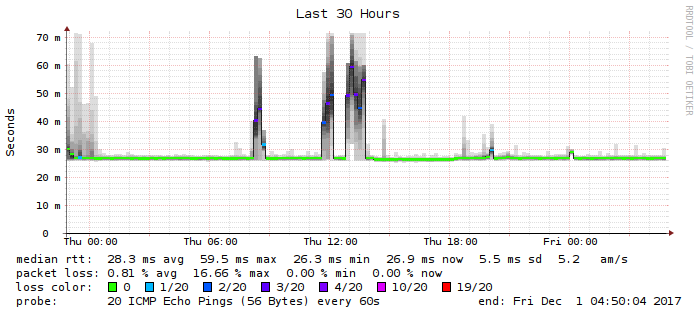 Last 30 Hours
RRDTOOL / TOBI OETIKER
Seconds
70 m
60 m
50 m
40 m
30 m
20 m
10 m
0
Thu 00:00 Thu 06:00 Thu 12:00 Thu 18:00 Fri 00:00
median rtt: 28.3 ms avg 59.5 ms max 26.3 ms min 26.9 ms now 5.5 ms sd 5.2 am/s
packet loss: 0.81 % avg 16.66 % max 0.00 % min 0.00 % now
loss color: 0 1/20 2/20 3/20 4/20 10/20 19/20
probe: 20 ICMP Echo Pings (56 Bytes) every 60s end: Fri Dec 1 04:50:04 2017